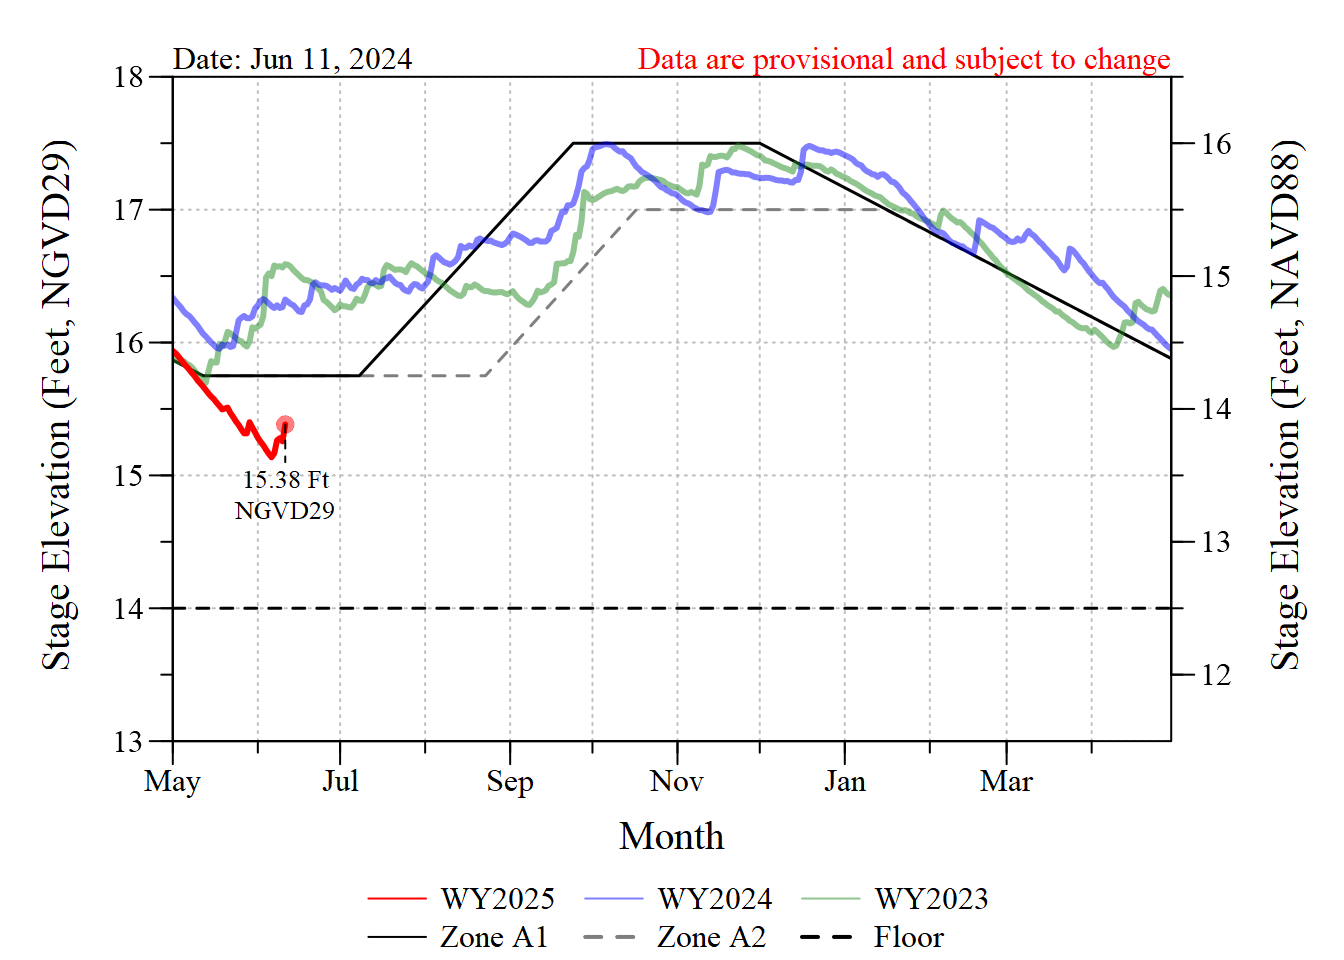 Date: Jun 11, 2024
Data are provisional and subject to change
Stage Elevation (Feet, NGVD29)
18
17
16
15
14
13
16
15
14
13
12
Stage Elevation (Feet, NAVD88)
15.38 Ft
NGVD29
May Jul Sep Nov Jan Mar
Month
WY2025 WY2024 WY2023
Zone A1 Zone A2 Floor